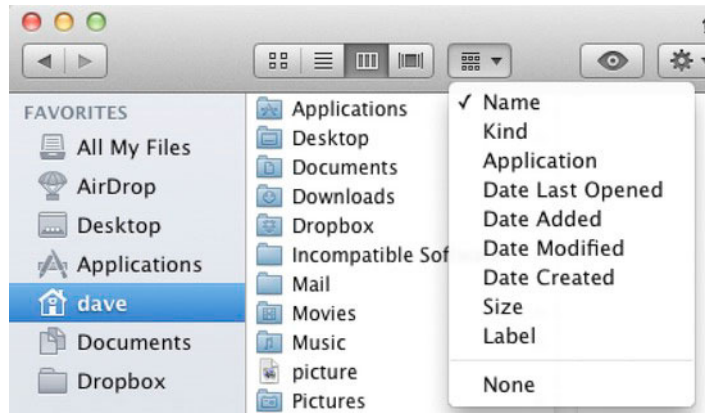 FAVORITES
All My Files
AirDrop
Desktop
Applications
dave
Documents
Dropbox
Applications
Desktop
Documents
Downloads
Dropbox
Incompatible Sof
Mail
Movies
Music
picture
Pictures
✓ Name
Kind
Application
Date Last Opened
Date Added
Date Modified
Date Created
Size
Label
None